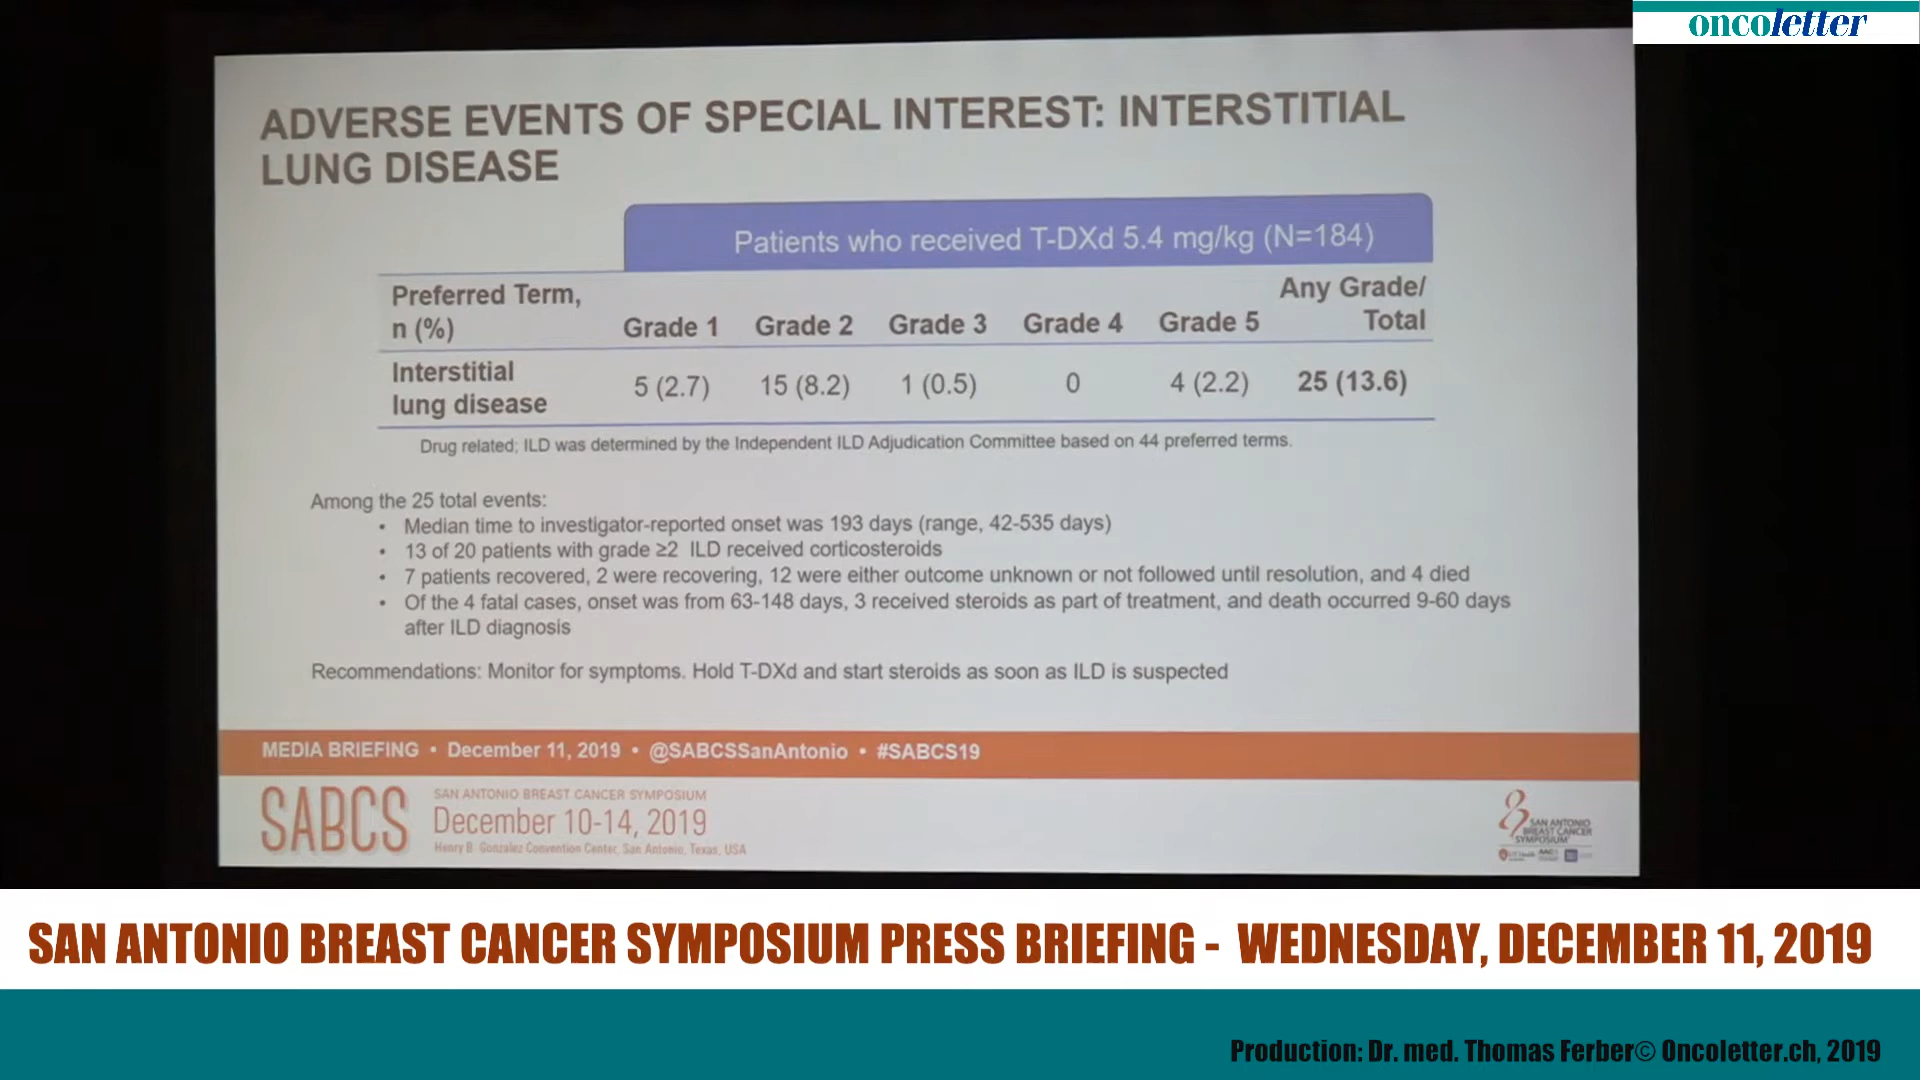 oncoletter
ADVERSE EVENTS OF SPECIAL INTEREST: INTERSTITIAL
LUNG DISEASE
Patients who received T-DXd 5.4 mg/kg (N=184)
Preferred Term, n (%) Grade 1 Grade 2 Grade 3 Grade 4 Grade 5 Any Grade/ Total
Interstitial lung disease 5 (2.7) 15 (8.2) 1 (0.5) 0 4 (2.2) 25 (13.6)
Drug related; ILD was determined by the Independent ILD Adjudication Committee based on 44 preferred terms.
Among the 25 total events:
• Median time to investigator-reported onset was 193 days (range, 42-535 days)
• 13 of 20 patients with grade ≥2 ILD received corticosteroids
• 7 patients recovered, 2 were recovering, 12 were either outcome unknown or not followed until resolution, and 4 died
• Of the 4 fatal cases, onset was from 63-148 days, 3 received steroids as part of treatment, and death occurred 9-60 days
after ILD diagnosis
Recommendations: Monitor for symptoms. Hold T-DXd and start steroids as soon as ILD is suspected
MEDIA BRIEFING • December 11, 2019 • @SABCSSanAntonio • #SABCS19
SABCS
SAN ANTONIO BREAST CANCER SYMPOSIUM
December 10-14, 2019
Henry B. Gonzalez Convention Center, San Antonio, Texas, USA
SAN ANTONIO
BREAST CANCER
SYMPOSIUM
SAN ANTONIO BREAST CANCER SYMPOSIUM PRESS BRIEFING - WEDNESDAY, DECEMBER 11, 2019
Production: Dr. med. Thomas Ferber© Oncoletter.ch, 2019